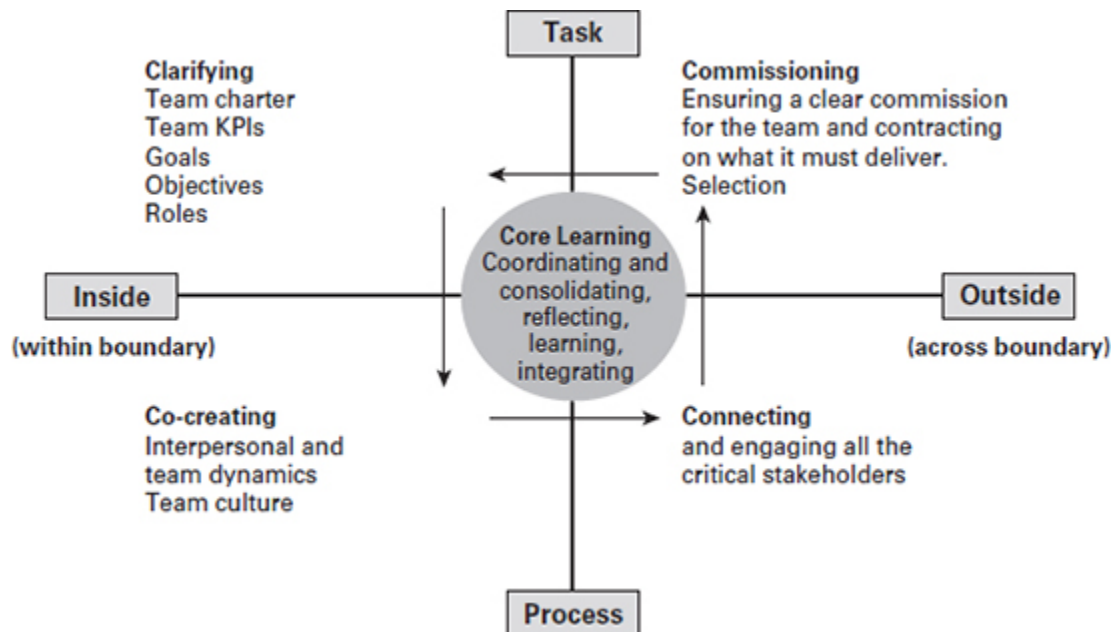 Task
Clarifying
Team charter
Team KPIs
Goals
Objectives
Roles
Commissioning
Ensuring a clear commission
for the team and contracting
on what it must deliver.
Selection
Core Learning
Coordinating and
consolidating,
reflecting,
learning,
integrating
Inside
(within boundary)
Outside
(across boundary)
Co-creating
Interpersonal and
team dynamics
Team culture
Connecting
and engaging all the
critical stakeholders
Process